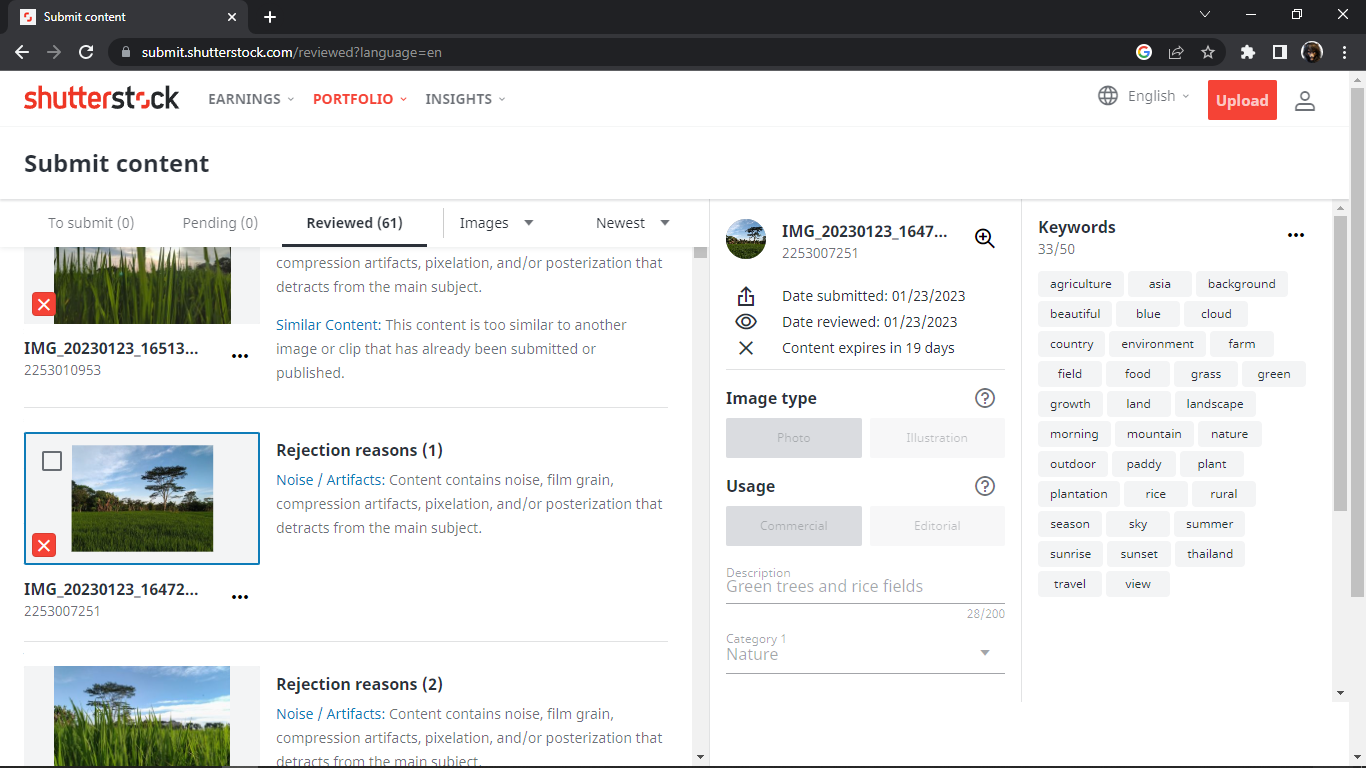 Submit content
submit.shutterstock.com/reviewed?language=en
shutterstock
EARNINGS
PORTFOLIO
INSIGHTS
English
Upload
Submit content
To submit (0)
Pending (0)
Reviewed (61)
Images
Newest
compression artifacts, pixelation, and/or posterization that
detracts from the main subject.
Similar Content: This content is too similar to another
image or clip that has already been submitted or
published.
IMG_20230123_16513...
2253010953
Rejection reasons (1)
Noise / Artifacts: Content contains noise, film grain,
compression artifacts, pixelation, and/or posterization that
detracts from the main subject.
IMG_20230123_16472...
2253007251
Rejection reasons (2)
Noise / Artifacts: Content contains noise, film grain,
compression artifacts, pixelation, and/or posterization that
detracts from the main subject.
IMG_20230123_1647...
2253007251
Date submitted: 01/23/2023
Date reviewed: 01/23/2023
Content expires in 19 days
Image type
Photo
Illustration
Usage
Commercial
Editorial
Description
Green trees and rice fields
28/200
Category 1
Nature
Keywords
33/50
agriculture asia background
beautiful blue cloud
country environment farm
field food grass green
growth land landscape
morning mountain nature
outdoor paddy plant
plantation rice rural
season sky summer
sunrise sunset thailand
travel view